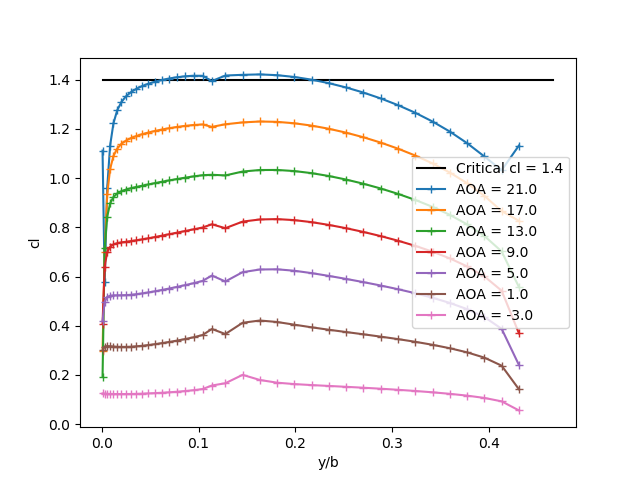 1.4
1.2
1.0
0.8
0.6
0.4
0.2
0.0
cl
Critical cl = 1.4
AOA = 21.0
AOA = 17.0
AOA = 13.0
AOA = 9.0
AOA = 5.0
AOA = 1.0
AOA = -3.0
0.0 0.1 0.2 0.3 0.4
y/b